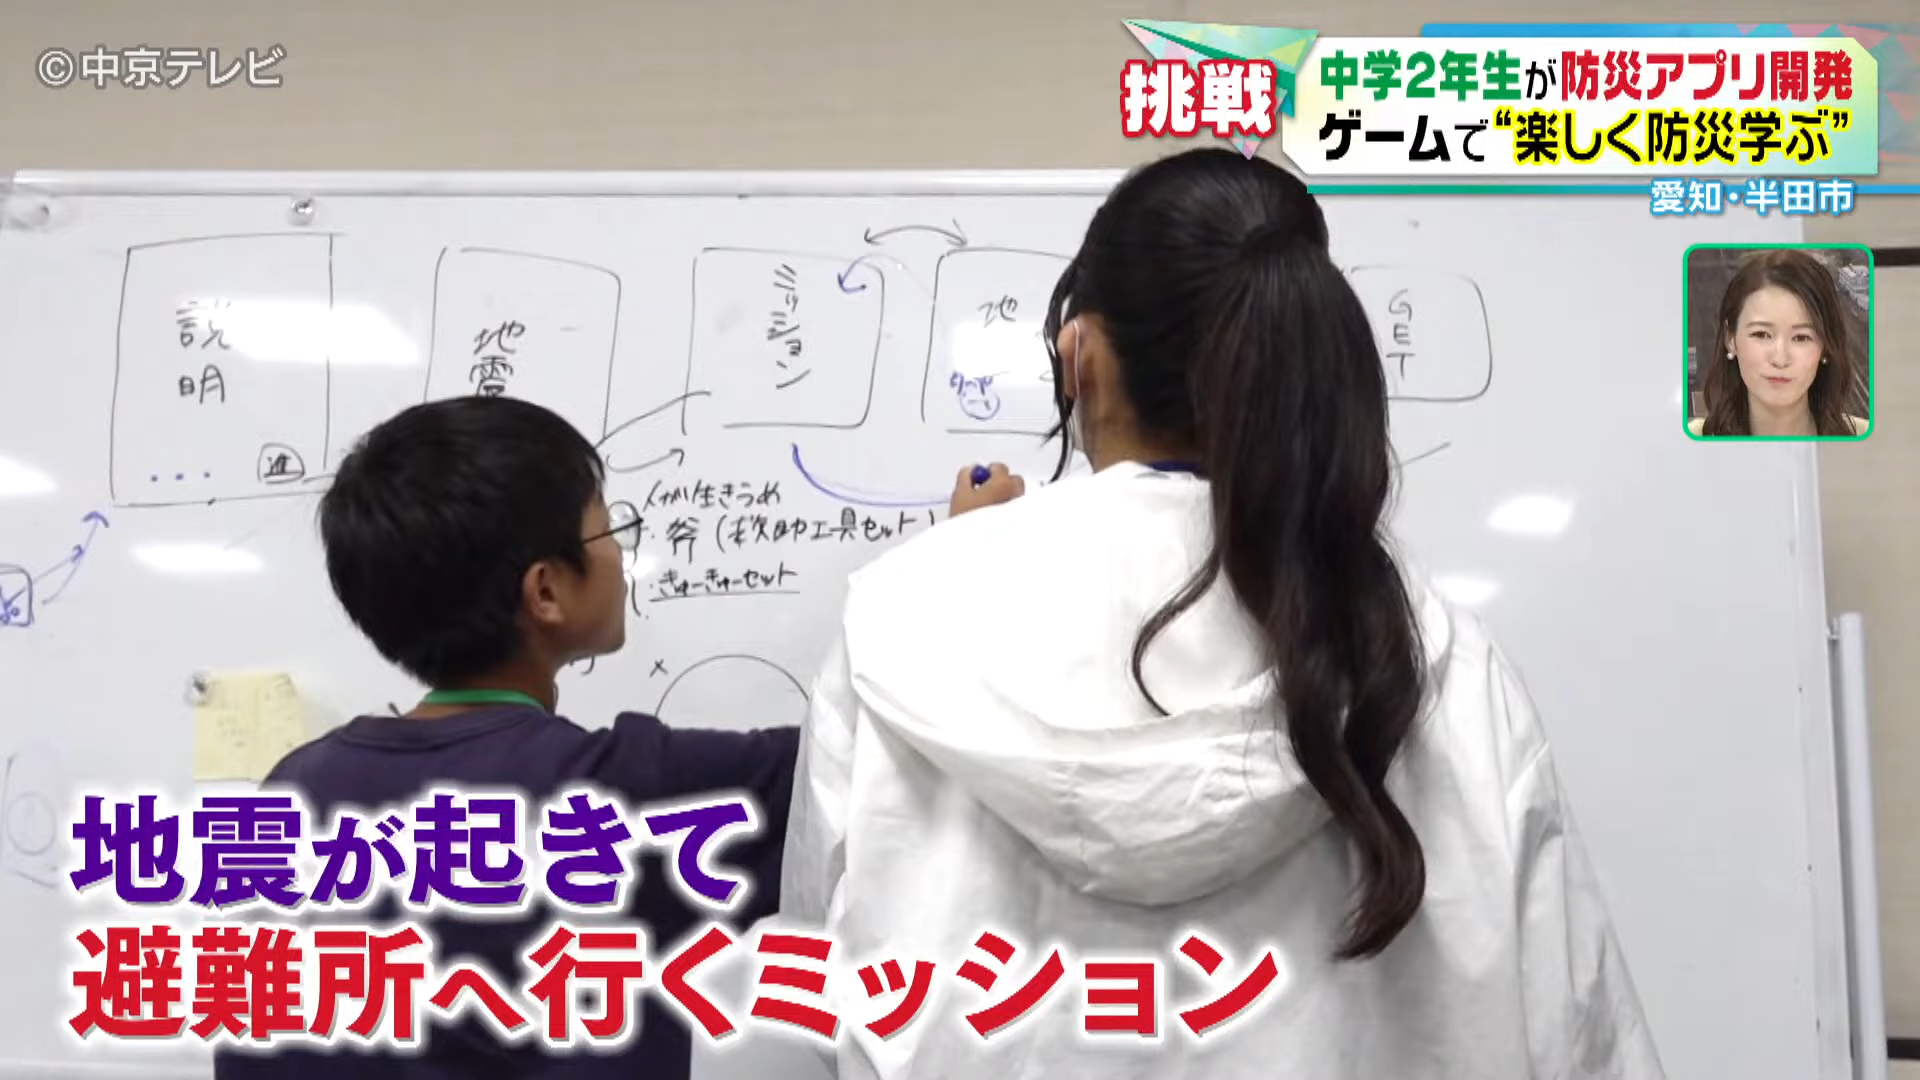 ©中京テレビ
挑戦
中学2年生が防災アプリ開発
ゲームで“楽しく防災学ぶ”
愛知・半田市
説明
地震
ミッション
地
GET
進
人が生きうめ
・斧(救助工具セット)
・きゅーきゅーセット
地震が起きて
避難所へ行くミッション